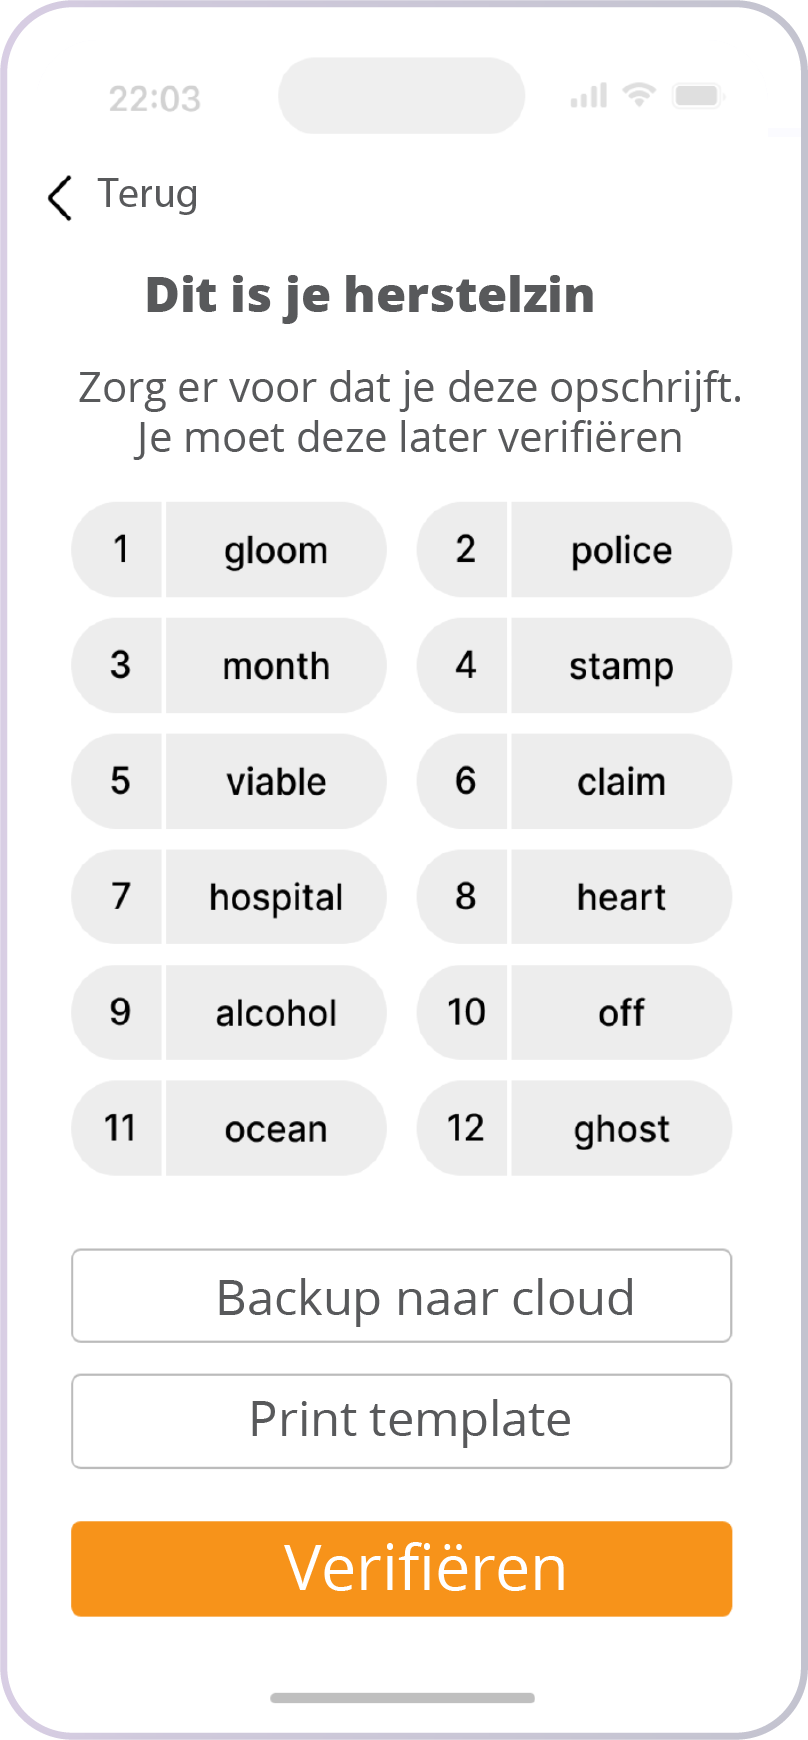 22:03
Terug
Dit is je herstelzin
Zorg er voor dat je deze opschrijft.
Je moet deze later verifiëren
1 gloom 2 police
3 month 4 stamp
5 viable 6 claim
7 hospital 8 heart
9 alcohol 10 off
11 ocean 12 ghost
Backup naar cloud
Print template
Verifiëren